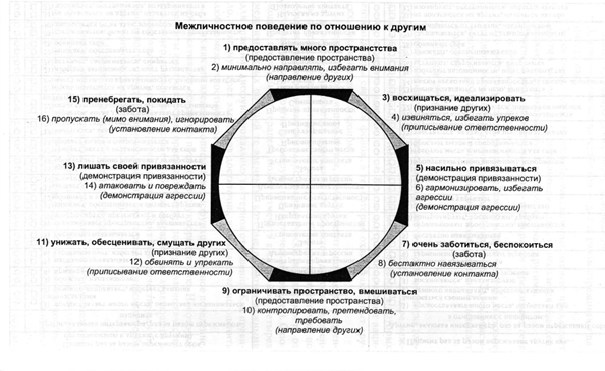 Межличностное поведение по отношению к другим
1) предоставлять много пространстства
(предоставление пространства)
2) минимально направлять, избегать внимания
(направление других)
15) пренебрегать, покидать
(забота)
16) пропускать (мимо внимания), игнорировать
(установление контакта)
3) восхищаться, идеализировать
(признание других)
4) извиняться, избегать упреков
(приписывание ответственности)
13) лишать своей привязанности
(демонстрация привязанности)
14) атаковать и повреждать
(демонстрация агрессии)
5) насильно привязываться
(демонстрация привязанности)
6) гармонизировать, избегать
агрессии
(демонстрация агрессии)
11) унижать, обесценивать, смущать других
(признание других)
12) обвинять и упрекать
(приписывание ответственности)
7) очень заботиться, беспокоиться
(забота)
8) бестактно навязываться
(установление контакта)
9) ограничивать пространство, вмешиваться
(предоставление пространства)
10) контролировать, претендовать,
требовать
(направление других)